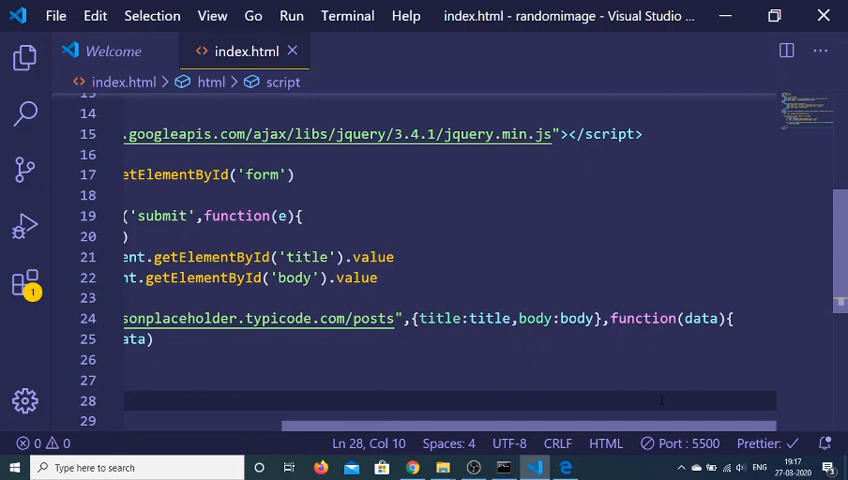 File Edit Selection View Go Run Terminal Help index.html - randomimage - Visual Studio ...
Welcome index.html
index.html > html > script
13
14
15 .googleapis.com/ajax/libs/jquery/3.4.1/jquery.min.js"></script>
16
17 etElementById('form')
18
19 ('submit',function(e){
20 )
21 ent.getElementById('title').value
22 nt.getElementById('body').value
23
24 sonplaceholder.typicode.com/posts",{title:title,body:body},function(data){
25 ata)
26
27
28
29
1
0 0 Ln 28, Col 10 Spaces: 4 UTF-8 CRLF HTML Port : 5500 Prettier:
Type here to search ENG 19:17 27-03-2020 3